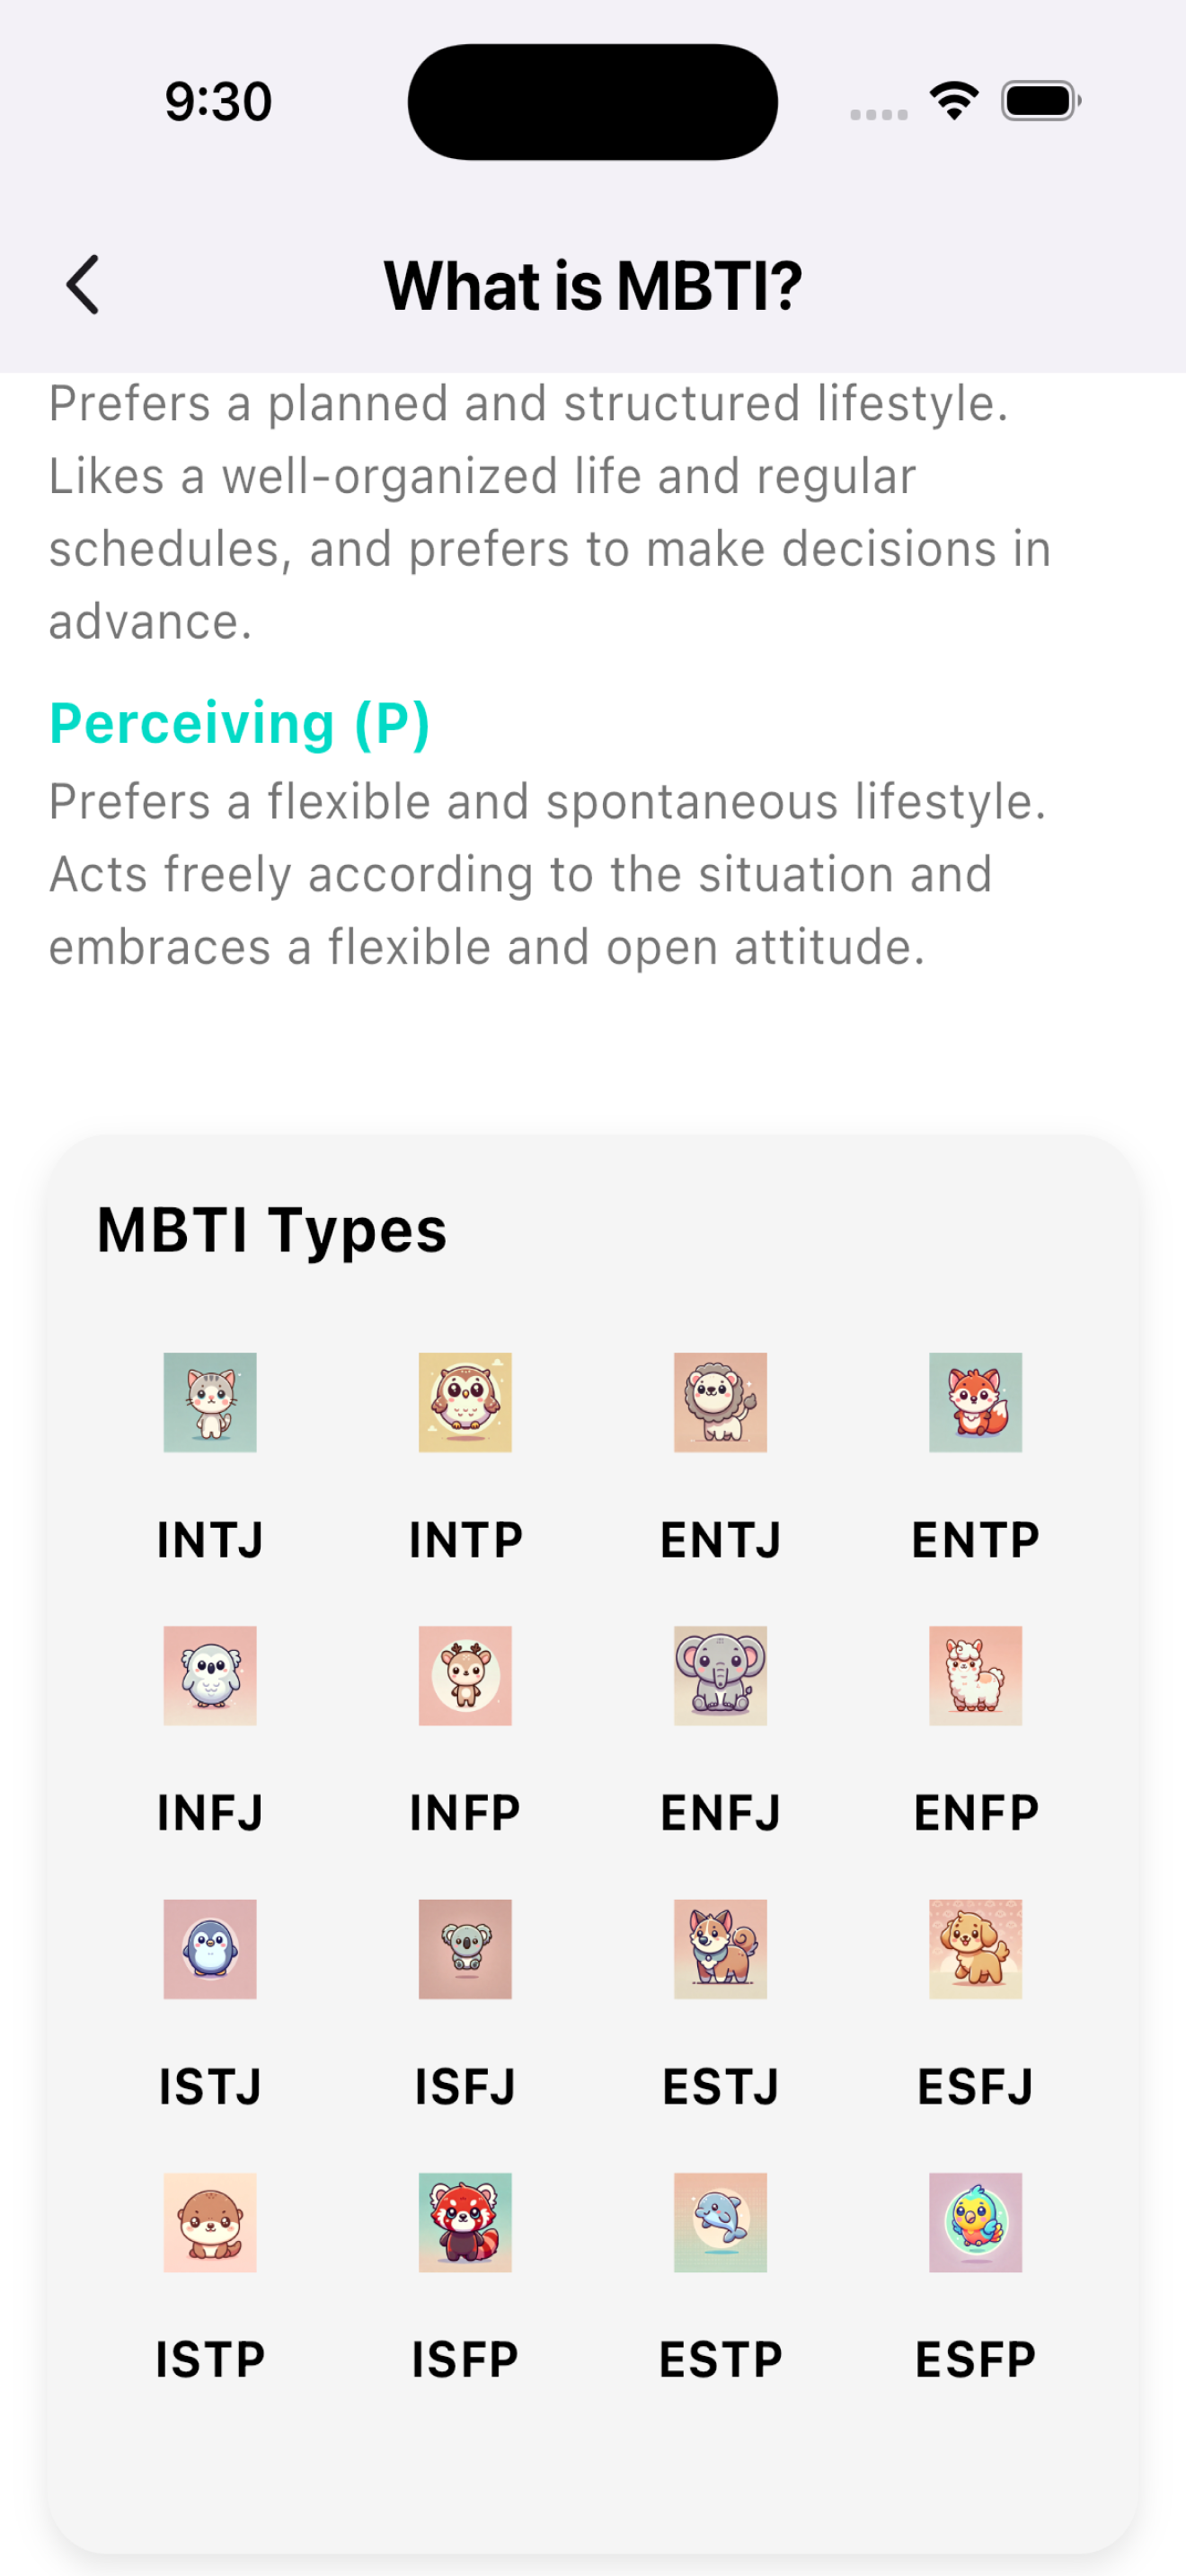 9:30
What is MBTI?
Prefers a planned and structured lifestyle.
Likes a well-organized life and regular
schedules, and prefers to make decisions in
advance.
Perceiving (P)
Prefers a flexible and spontaneous lifestyle.
Acts freely according to the situation and
embraces a flexible and open attitude.
MBTI Types
INTJ INTP ENTJ ENTP
INFJ INFP ENFJ ENFP
ISTJ ISFJ ESTJ ESFJ
ISTP ISFP ESTP ESFP